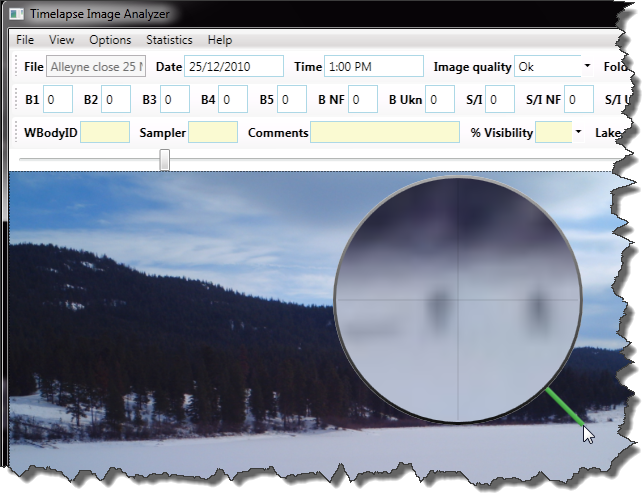 Timelapse Image Analyzer
File View Options Statistics Help
File Alleyne close 25 Date 25/12/2010 Time 1:00 PM Image quality Ok
B1 0 B2 0 B3 0 B4 0 B5 0 B NF 0 B Ukn 0 S/I 0 S/I NF 0 S/I
WBodyID Sampler Comments % Visibility Lake